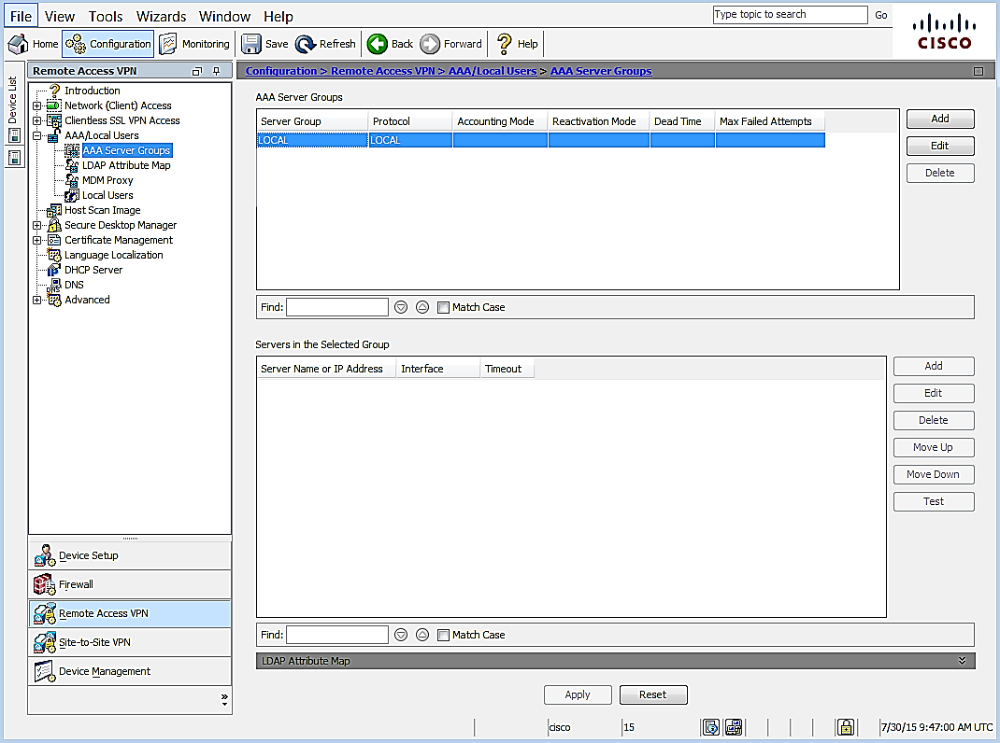 File View Tools Wizards Window Help
Type topic to search Go
CISCO
Home Configuration Monitoring Save Refresh Back Forward Help
Device List
Remote Access VPN
Configuration > Remote Access VPN > AAA/Local Users > AAA Server Groups
Introduction
Network (Client) Access
Clientless SSL VPN Access
AAA/Local Users
AAA Server Groups
LDAP Attribute Map
MDM Proxy
Local Users
Host Scan Image
Secure Desktop Manager
Certificate Management
Language Localization
DHCP Server
DNS
DNS
Advanced
Device Setup
Firewall
Remote Access VPN
Site-to-Site VPN
Device Management
AAA Server Groups
Server Group Protocol Accounting Mode Reactivation Mode Dead Time Max Failed Attempts
LOCAL LOCAL
Add
Edit
Delete
Find: Match Case
Servers in the Selected Group
Server Name or IP Address Interface Timeout
Add
Edit
Delete
Move Up
Move Down
Test
Find: Match Case
LDAP Attribute Map
Apply Reset
cisco 15 7/30/15 9:47:00 AM UTC